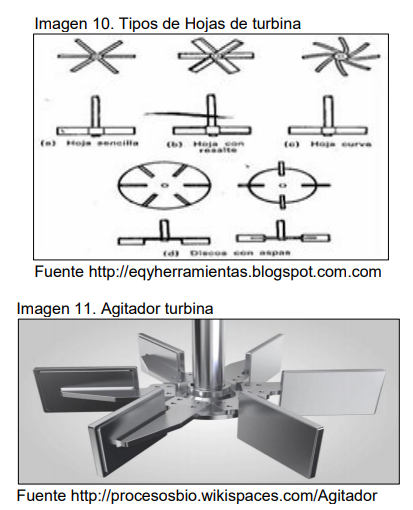 Imagen 10. Tipos de Hojas de turbina
(a) Hoja sencilla
(b) Hoja con
resalte
(c) Hoja curva
(d) Discos con aspas
Fuente http://eqyherramientas.blogspot.com.com
Imagen 11. Agitador turbina
Fuente http://procesosbio.wikispaces.com/Agitador